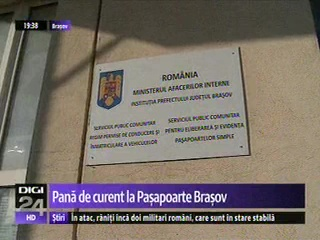 19:38 Brașov
ROMÂNIA
MINISTERUL AFACERILOR INTERNE
INSTITUȚIA PREFECTULUI JUDEȚUL BRAȘOV
SERVICIUL PUBLIC COMUNITAR
REGIM PERMISE DE CONDUCERE ȘI
ÎNMATRICULARE A VEHICULELOR
SERVICIUL PUBLIC COMUNITAR
PENTRU ELIBERAREA ȘI EVIDENȚA
PAȘAPOARTELOR SIMPLE
DIGI
24
HD
Pană de curent la Pașapoarte Brașov
Știri În atac, răniți încă doi militari români, care sunt în stare stabilă